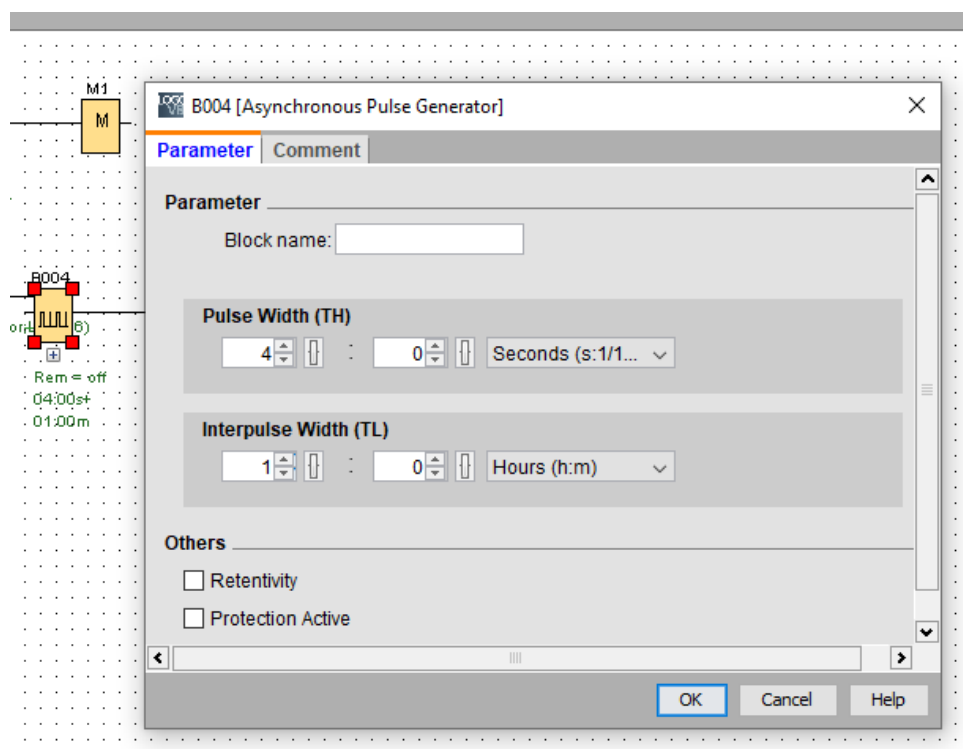 M1
M
B004 [Asynchronous Pulse Generator]
Parameter Comment
Parameter
Block name:
B004
Pulse Width (TH)
4 : 0 Seconds (s:1/1...
6)
Rem = off
04:00s+
01:00m
Interpulse Width (TL)
1 : 0 Hours (h:m)
Others
Retentivity
Protection Active
OK Cancel Help